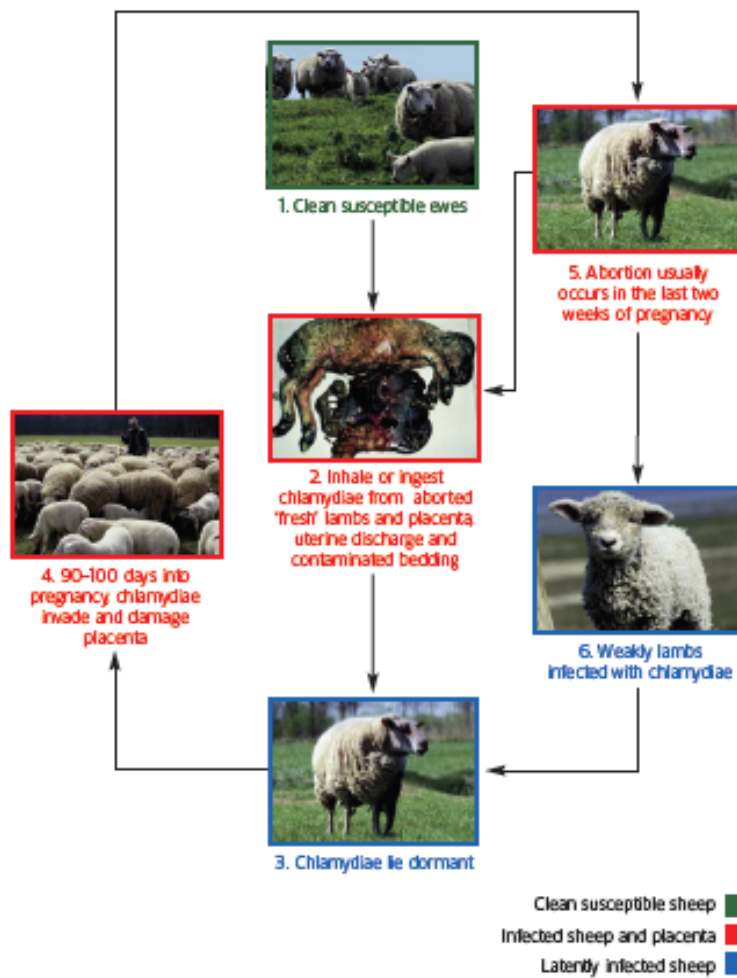 1. Clean susceptible ewes
5. Abortion usually
occurs in the last two
weeks of pregnancy
2. Inhale or ingest
chlamydiae from aborted
'fresh' lambs and placenta,
uterine discharge and
contaminated bedding
4. 90-100 days into
pregnancy, chlamydiae
invade and damage
placenta
6. Weakly lambs
infected with chlamydiae
3. Chlamydiae lie dormant
Clean susceptible sheep
Infected sheep and placenta
Latently infected sheep